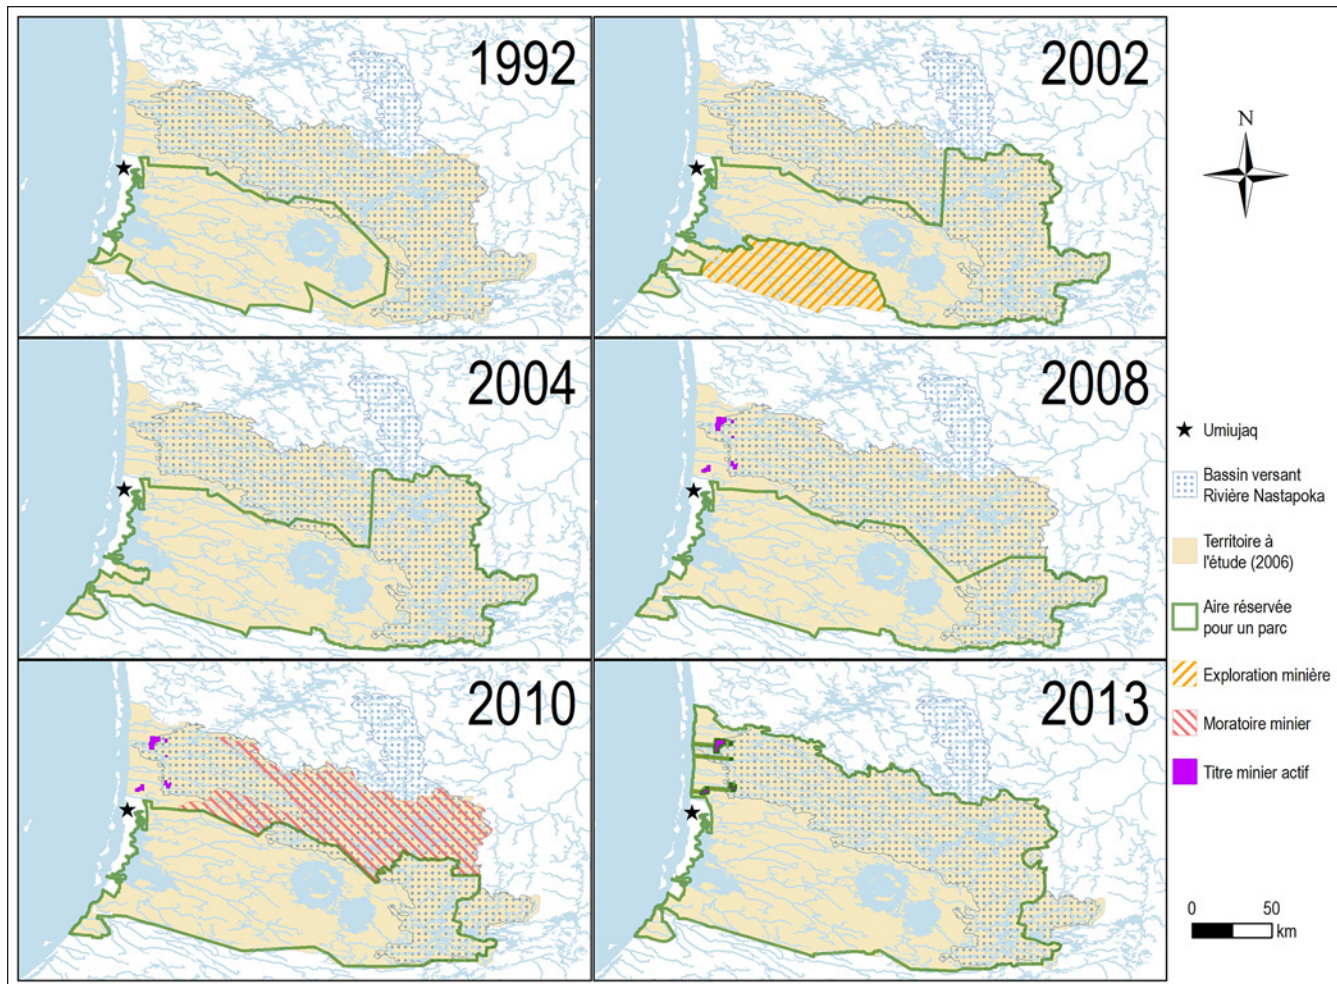 1992
2002
N
2004
2008
Umiujaq
Bassin versant
Rivière Nastapoka
Territoire à
l'étude (2006)
Aire réservée
pour un parc
Exploration minière
Moratoire minier
Titre minier actif
2010
2013
0 50
km